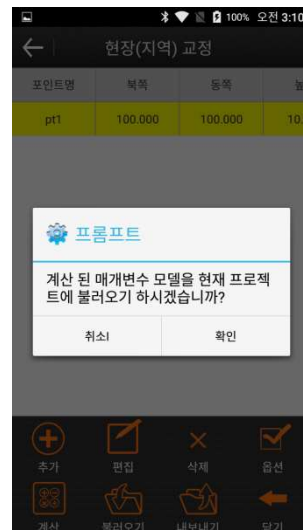 100% 오전 3:10
현장(지역) 교정
포인트명 북쪽 동쪽
pt1 100.000 100.000 10.
프롬프트
계산 된 매개변수 모델을 현재 프로젝
트에 불러오기 하시겠습니까?
취소! 확인
추가 편집 삭제 옵션
계산 불러오기 내보내기 닫기